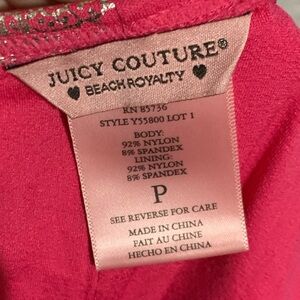 JUICY COUTURE®
♥ BEACH ROYALTY ♥
RN 85736
STYLE Y55800 LOT 1
BODY:
92% NYLON
8% SPANDEX
LINING:
92% NYLON
8% SPANDEX
P
SEE REVERSE FOR CARE
MADE IN CHINA
FAIT AU CHINE
HECHO EN CHINA